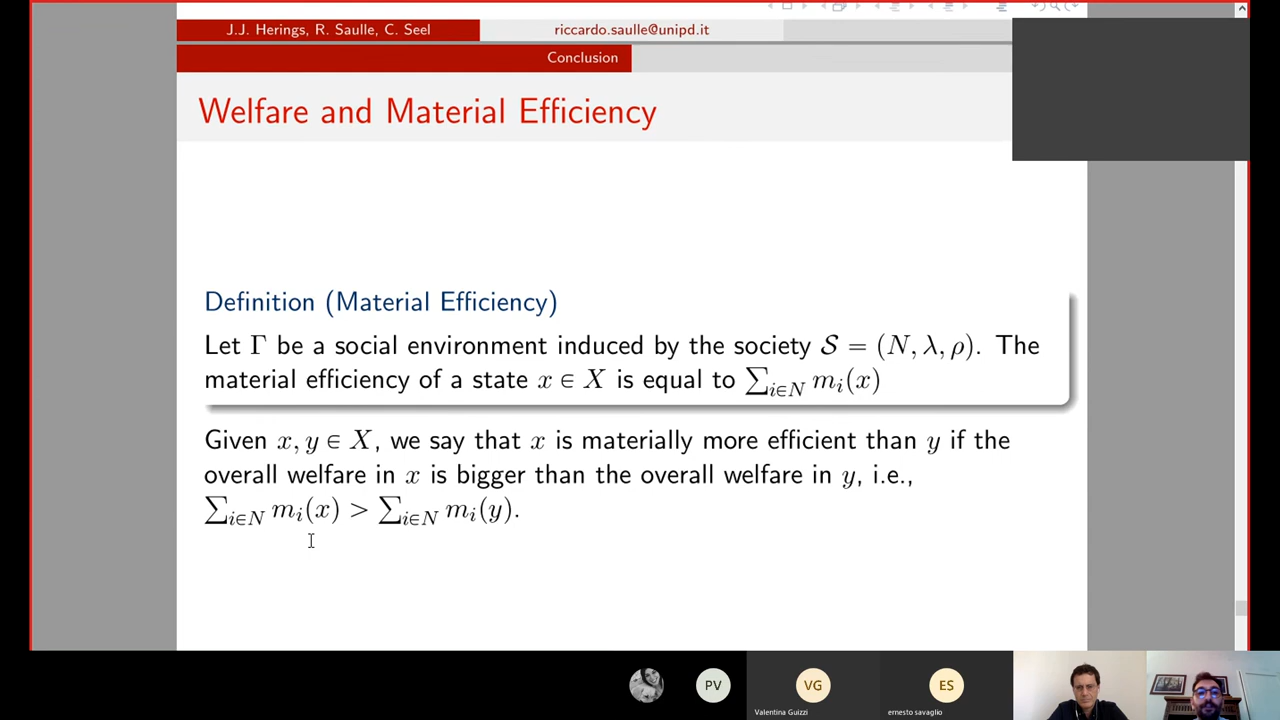 J.J. Herings, R. Saulle, C. Seel
riccardo.saulle@unipd.it
Conclusion
Welfare and Material Efficiency
Definition (Material Efficiency)
Let Γ be a social environment induced by the society 𝒮 = (N, λ, ρ). The
material efficiency of a state x ∈ X is equal to ∑_{i∈N} m_i(x)
Given x, y ∈ X, we say that x is materially more efficient than y if the
overall welfare in x is bigger than the overall welfare in y, i.e.,
∑_{i∈N} m_i(x) > ∑_{i∈N} m_i(y).
PV
VG
ES
Valentina Guizzi
ernesto savaglio